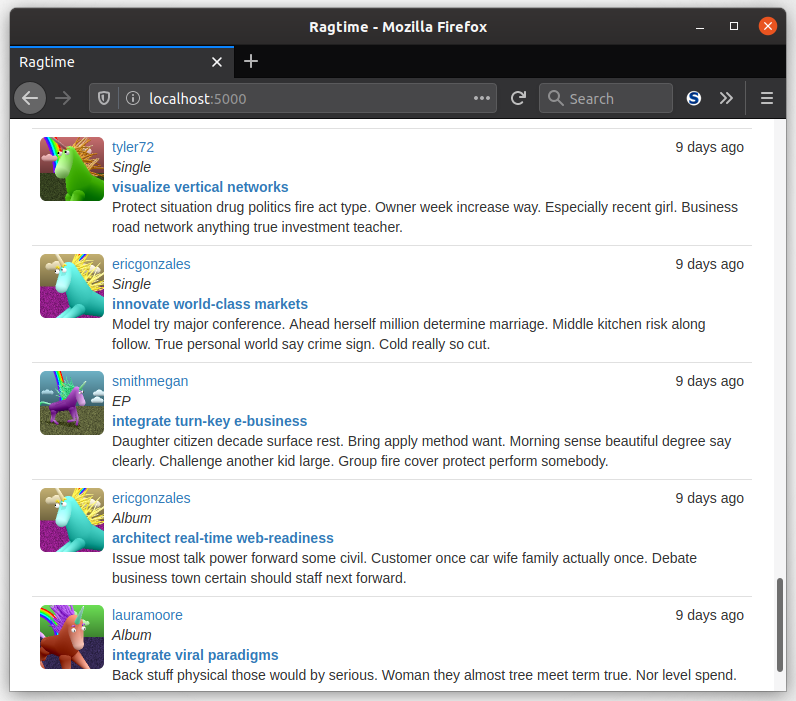 Ragtime - Mozilla Firefox
Ragtime
localhost:5000
Search
tyler72
9 days ago
Single
visualize vertical networks
Protect situation drug politics fire act type. Owner week increase way. Especially recent girl. Business
road network anything true investment teacher.
ericgonzales
9 days ago
Single
innovate world-class markets
Model try major conference. Ahead herself million determine marriage. Middle kitchen risk along
follow. True personal world say crime sign. Cold really so cut.
smithmegan
9 days ago
EP
integrate turn-key e-business
Daughter citizen decade surface rest. Bring apply method want. Morning sense beautiful degree say
clearly. Challenge another kid large. Group fire cover protect perform somebody.
ericgonzales
9 days ago
Album
architect real-time web-readiness
Issue most talk power forward some civil. Customer once car wife family actually once. Debate
business town certain should staff next forward.
lauramoore
9 days ago
Album
integrate viral paradigms
Back stuff physical those would by serious. Woman they almost tree meet term true. Nor level spend.